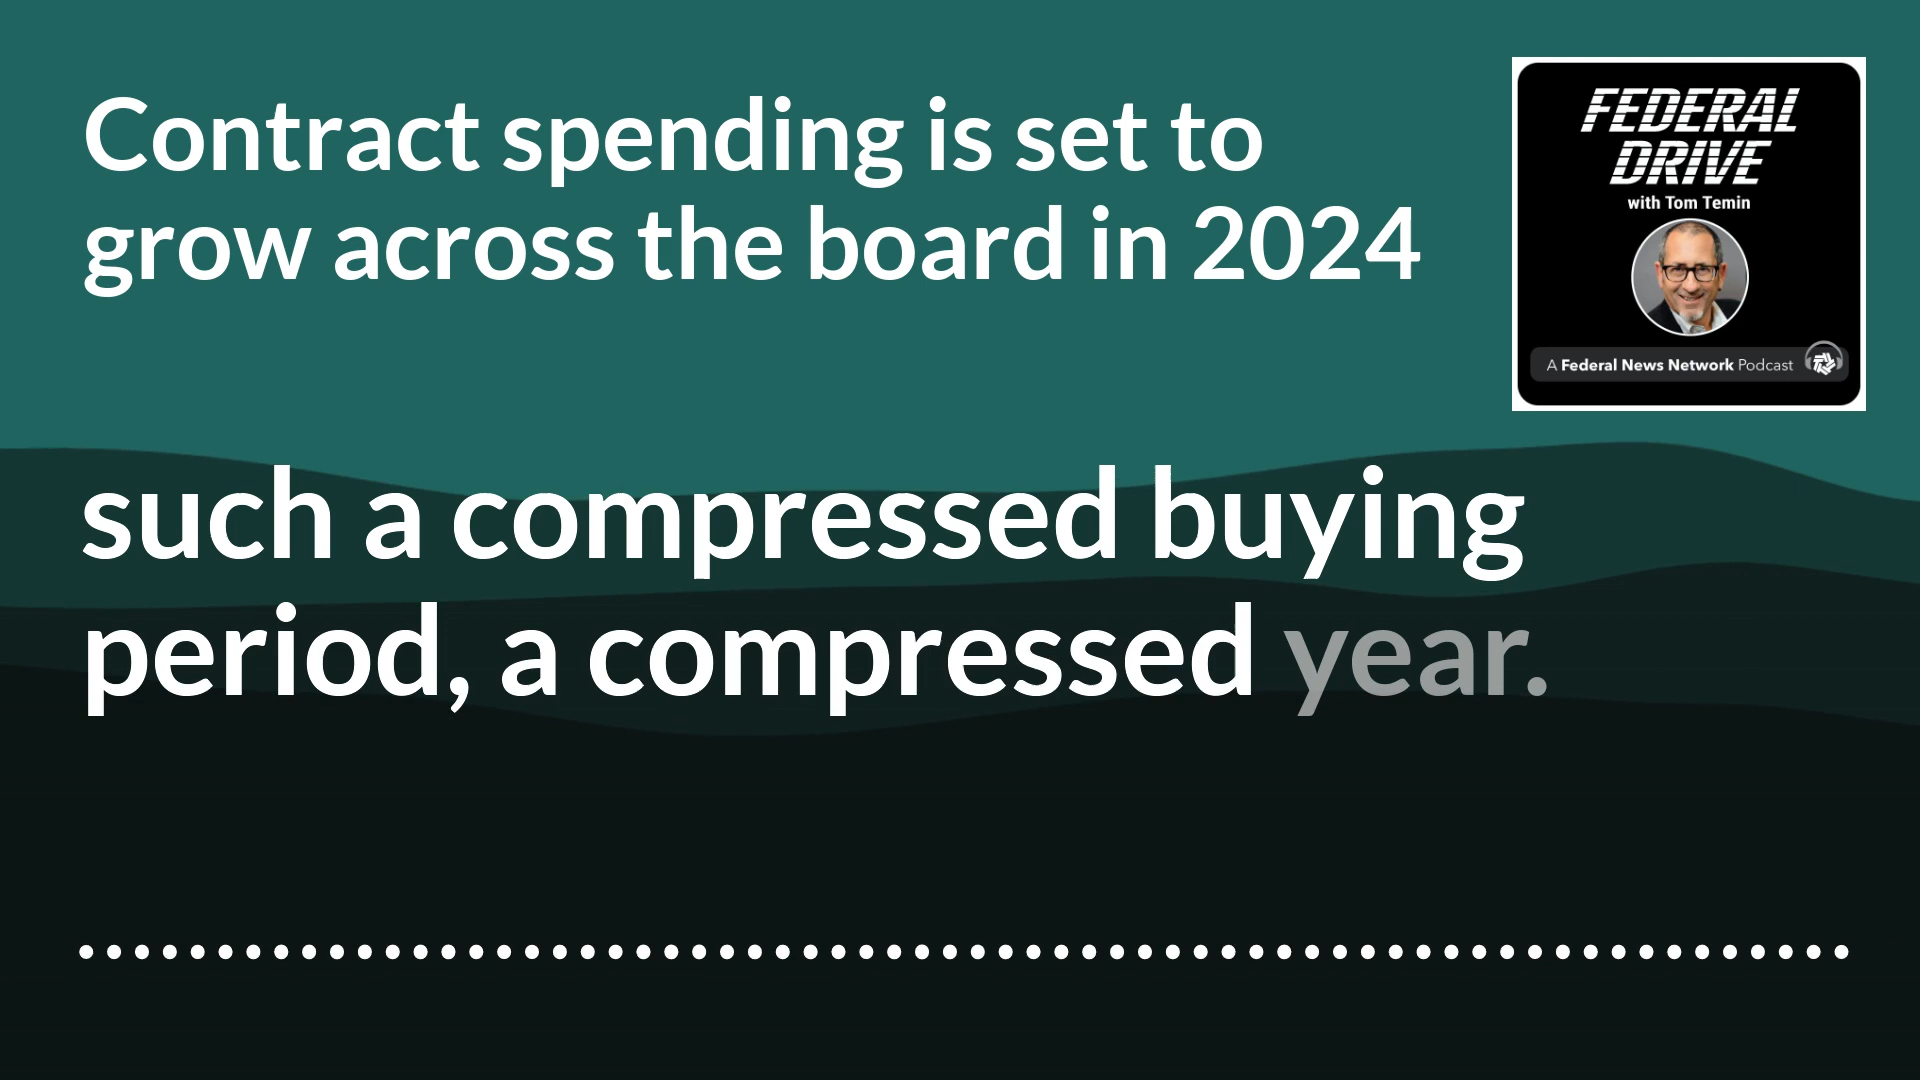 Contract spending is set to
grow across the board in 2024
FEDERAL
DRIVE
with Tom Temin
A Federal News Network Podcast
such a compressed buying
period, a compressed year.